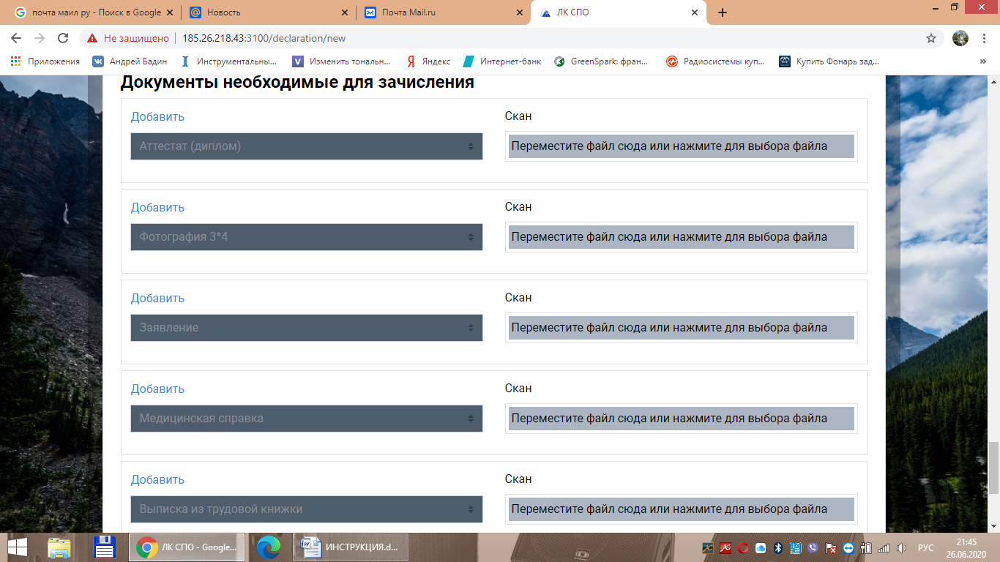 почта маил ру - Поиск в Google
Новость
Почта Mail.ru
ЛК СПО
Не защищено
185.26.218.43:3100/declaration/new
Приложения
Андрей Бадин
Инструментальны...
Изменить тональн...
Яндекс
Интернет-банк
GreenSpark: фран...
Радиосистемы куп...
Купить Фонарь зад...
Документы необходимые для зачисления
Добавить
Скан
Аттестат (диплом)
Переместите файл сюда или нажмите для выбора файла
Добавить
Скан
Фотография 3*4
Переместите файл сюда или нажмите для выбора файла
Добавить
Скан
Заявление
Переместите файл сюда или нажмите для выбора файла
Добавить
Скан
Медицинская справка
Переместите файл сюда или нажмите для выбора файла
Добавить
Скан
Выписка из трудовой книжки
Переместите файл сюда или нажмите для выбора файла
ЛК СПО - Google...
ИНСТРУКЦИЯ.d...
РУС
21:45
26.06.2020